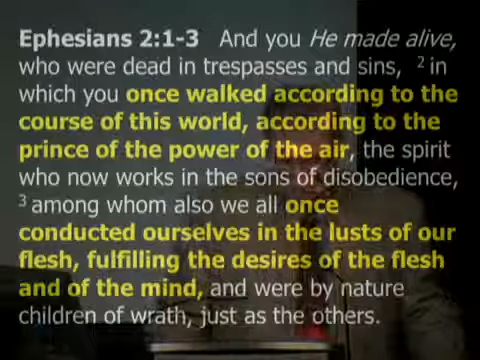 Ephesians 2:1-3 And you He made alive,
who were dead in trespasses and sins, 2 in
which you once walked according to the
course of this world, according to the
prince of the power of the air, the spirit
who now works in the sons of disobedience,
3 among whom also we all once
conducted ourselves in the lusts of our
flesh, fulfilling the desires of the flesh
and of the mind, and were by nature
children of wrath, just as the others.